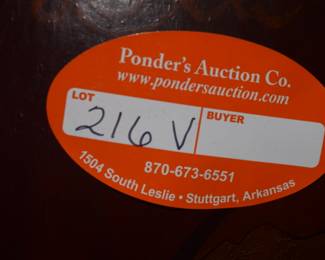 Ponder's Auction Co.
www.pondersauction.com
LOT
BUYER
216 V
870-673-6551
1504 South Leslie • Stuttgart, Arkansas